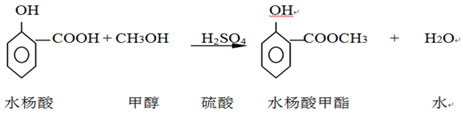 OH OH
COOH + CH3OH H2SO4 COOCH3 + H2O
水杨酸 甲醇 硫酸 水杨酸甲酯 水